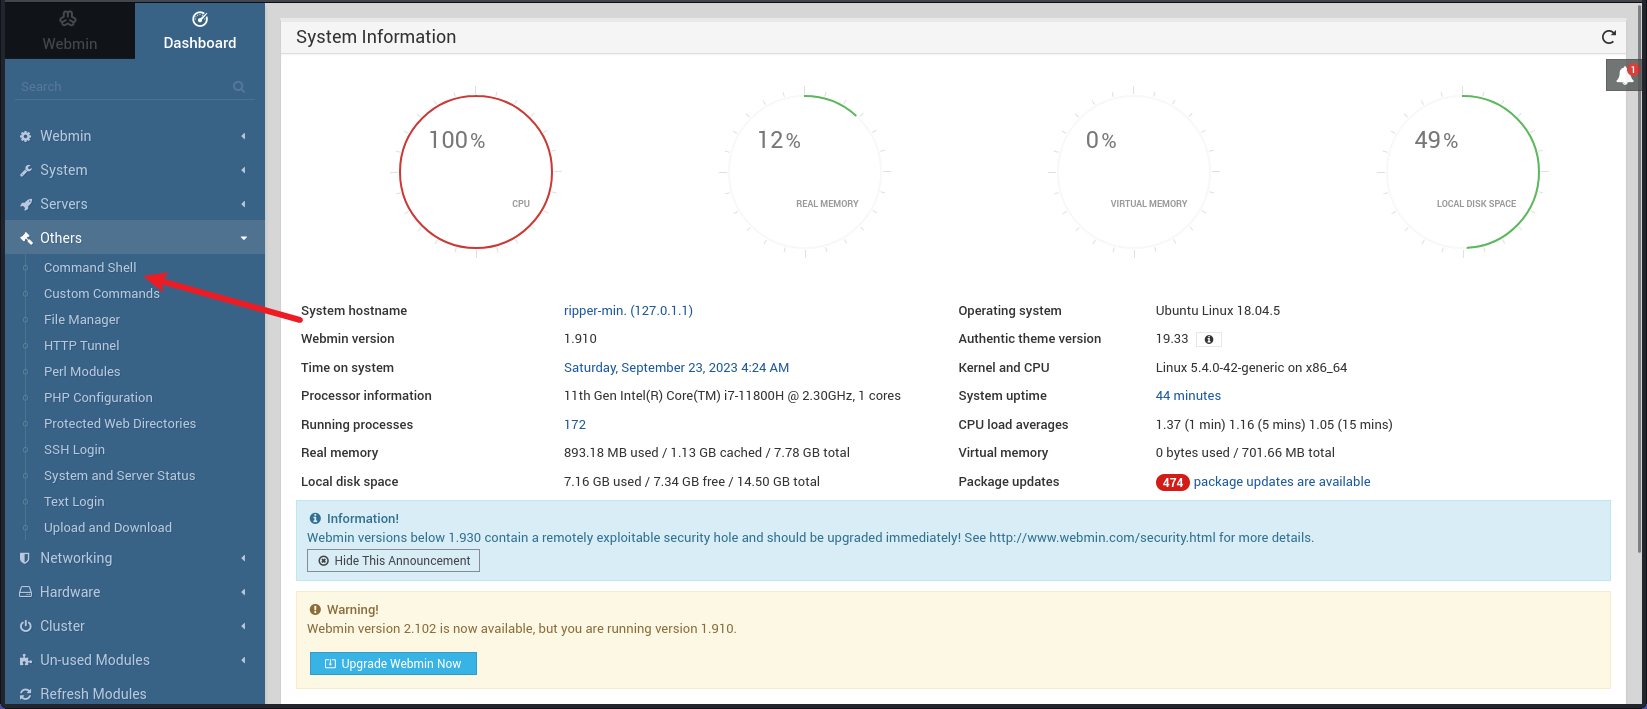 Webmin
Dashboard
Search
Webmin
System
Servers
Others
Command Shell
Custom Commands
File Manager
HTTP Tunnel
Perl Modules
PHP Configuration
Protected Web Directories
SSH Login
System and Server Status
Text Login
Upload and Download
Networking
Hardware
Cluster
Un-used Modules
Refresh Modules
System Information
1
100%
CPU
12%
REAL MEMORY
0%
VIRTUAL MEMORY
49%
LOCAL DISK SPACE
System hostname ripper-min. (127.0.1.1) Operating system Ubuntu Linux 18.04.5
Webmin version 1.910 Authentic theme version 19.33
Time on system Saturday, September 23, 2023 4:24 AM Kernel and CPU Linux 5.4.0-42-generic on x86_64
Processor information 11th Gen Intel(R) Core(TM) i7-11800H @ 2.30GHz, 1 cores System uptime 44 minutes
Running processes 172 CPU load averages 1.37 (1 min) 1.16 (5 mins) 1.05 (15 mins)
Real memory 893.18 MB used / 1.13 GB cached / 7.78 GB total Virtual memory 0 bytes used / 701.66 MB total
Local disk space 7.16 GB used / 7.34 GB free / 14.50 GB total Package updates 474 package updates are available
Information!
Webmin versions below 1.930 contain a remotely exploitable security hole and should be upgraded immediately! See http://www.webmin.com/security.html for more details.
Hide This Announcement
Warning!
Webmin version 2.102 is now available, but you are running version 1.910.
Upgrade Webmin Now